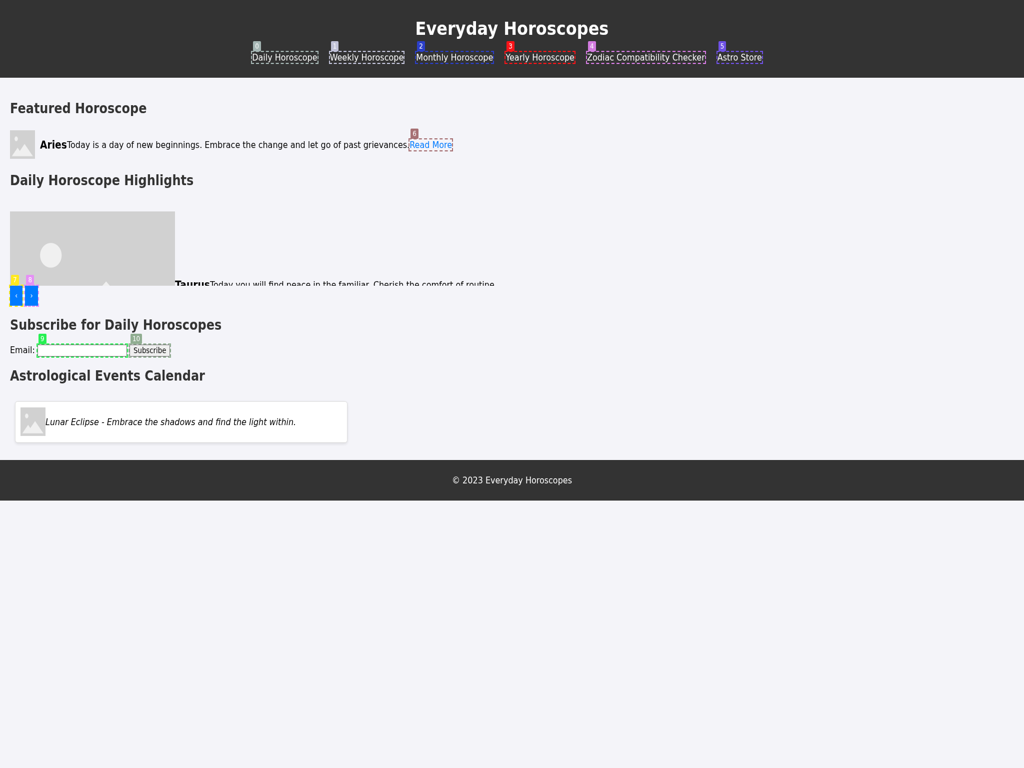 Everyday Horoscopes
0 1 2 3 4 5
Daily Horoscope Weekly Horoscope Monthly Horoscope Yearly Horoscope Zodiac Compatibility Checker Astro Store
Featured Horoscope
6
Aries Today is a day of new beginnings. Embrace the change and let go of past grievances. Read More
Daily Horoscope Highlights
Taurus Today you will find peace in the familiar. Cherish the comfort of routine.
7 8
‹ ›
Subscribe for Daily Horoscopes
9 10
Email: Subscribe
Astrological Events Calendar
Lunar Eclipse - Embrace the shadows and find the light within.
© 2023 Everyday Horoscopes